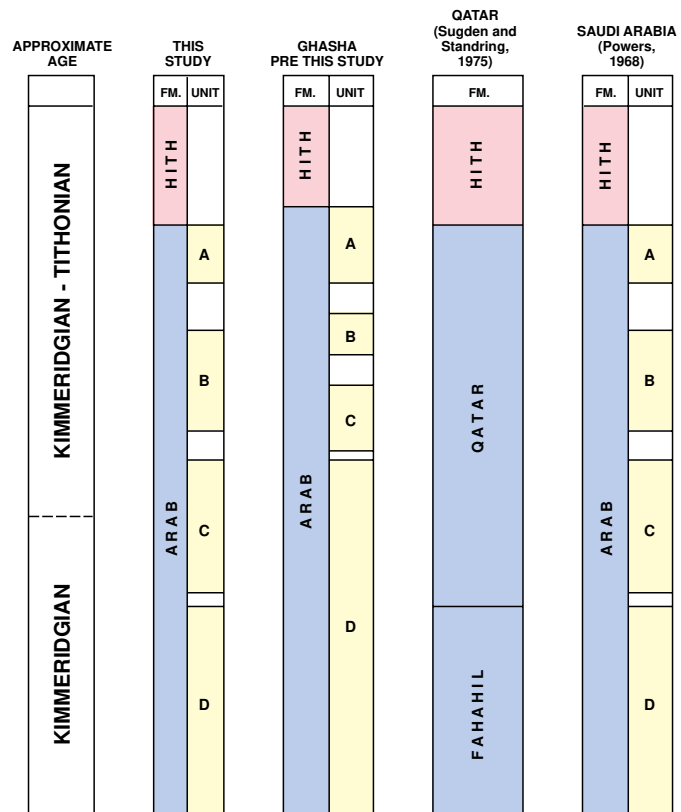 APPROXIMATE
AGE
KIMMERIDGIAN - TITHONIAN
KIMMERIDGIAN
THIS
STUDY
FM.
UNIT
HITH
ARAB
A
B
C
D
GHASHA
PRE THIS STUDY
FM.
UNIT
HITH
ARAB
A
B
C
D
QATAR
(Sugden and
Standring,
1975)
FM.
HITH
QATAR
FAHAHIL
SAUDI ARABIA
(Powers,
1968)
FM.
UNIT
HITH
ARAB
A
B
C
D